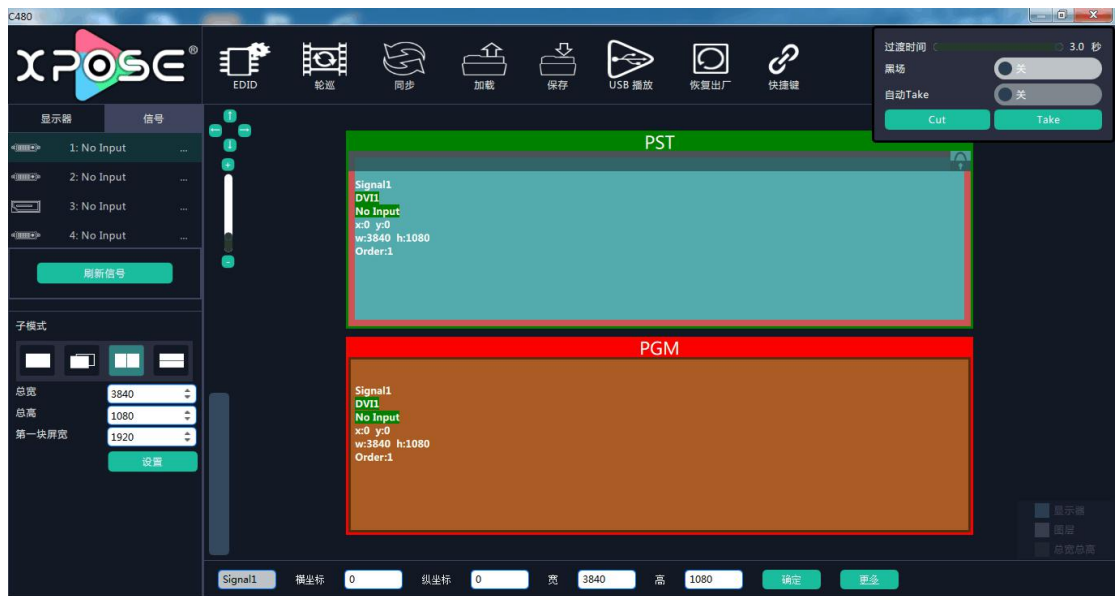 C480
XPOSE®
EDID
轮巡
同步
加载
保存
USB 播放
恢复出厂
快捷键
过渡时间 3.0 秒
黑场 关
自动Take 关
Cut Take
显示器 信号
1: No Input ...
2: No Input ...
3: No Input ...
4: No Input ...
刷新信号
子模式
总宽 3840
总高 1080
第一块屏宽 1920
设置
PST
Signal1
DVI1
No Input
x:0 y:0
w:3840 h:1080
Order:1
PGM
Signal1
DVI1
No Input
x:0 y:0
w:3840 h:1080
Order:1
显示器
图层
总宽总高
Signal1 横坐标 0 纵坐标 0 宽 3840 高 1080 确定 更多